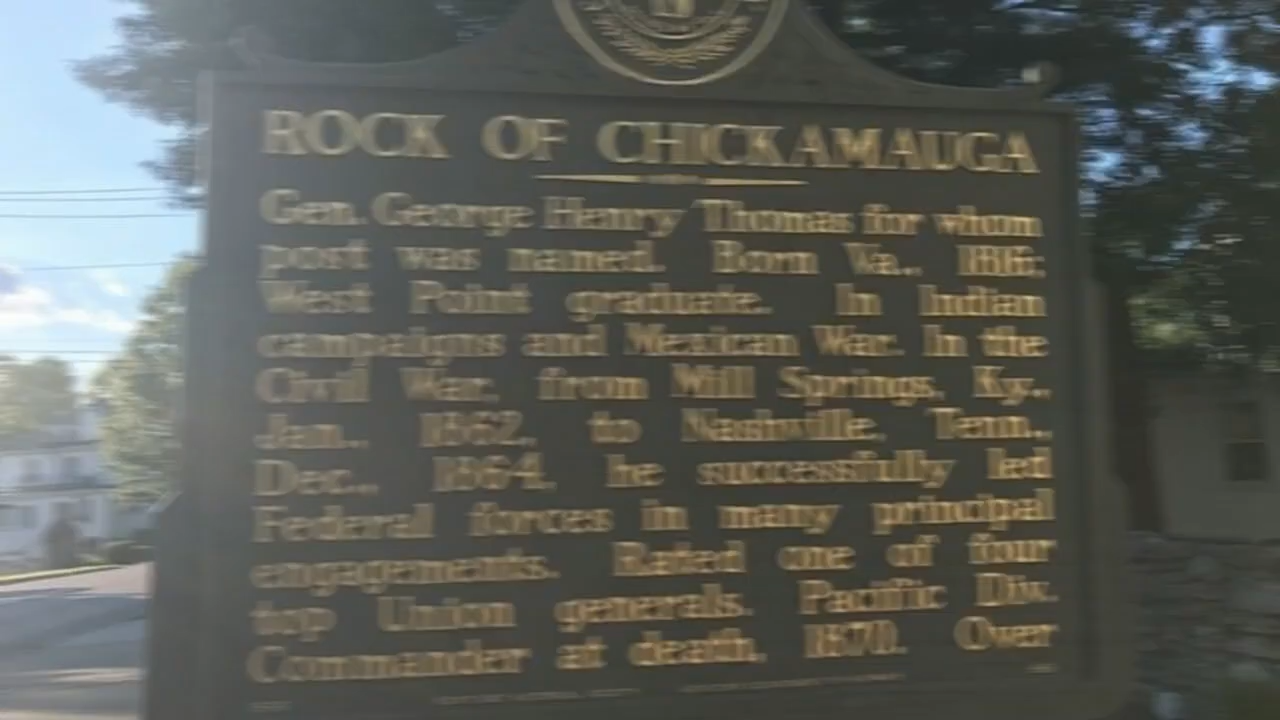 ROCK OF CHICKAMAUGA
Gen. George Henry Thomas for whom
post was named. Born Va., 1816;
West Point graduate. In Indian
campaigns and Mexican War. In the
Civil War, from Mill Springs, Ky.,
Jan., 1862, to Nashville, Tenn.,
Dec., 1864, he successfully led
Federal forces in many principal
engagements. Rated one of four
top Union generals. Pacific Div.
Commander at death, 1870. Over